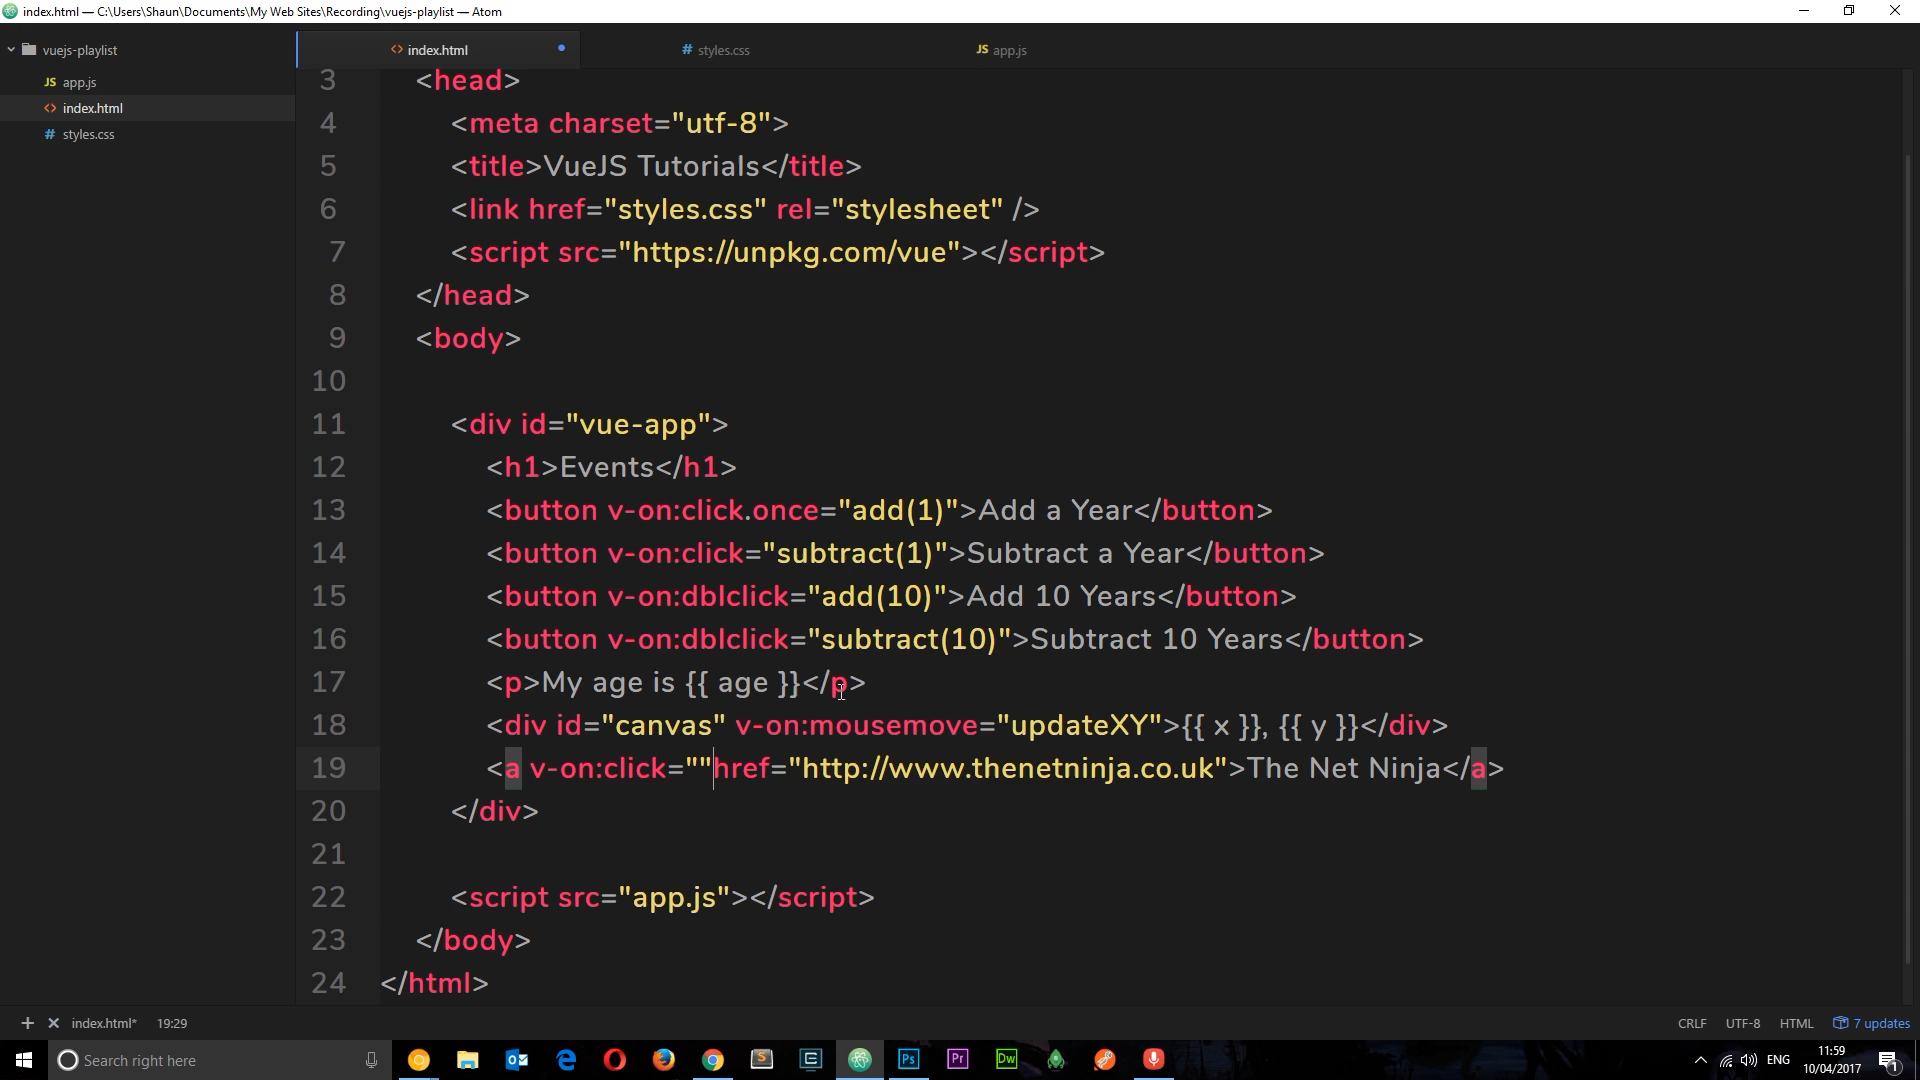 index.html — C:\Users\Shaun\Documents\My Web Sites\Recording\vuejs-playlist — Atom
vuejs-playlist
JS app.js
<> index.html
# styles.css
<> index.html
# styles.css
JS app.js
3 <head>
4 <meta charset="utf-8">
5 <title>VueJS Tutorials</title>
6 <link href="styles.css" rel="stylesheet" />
7 <script src="https://unpkg.com/vue"></script>
8 </head>
9 <body>
10
11 <div id="vue-app">
12 <h1>Events</h1>
13 <button v-on:click.once="add(1)">Add a Year</button>
14 <button v-on:click="subtract(1)">Subtract a Year</button>
15 <button v-on:dblclick="add(10)">Add 10 Years</button>
16 <button v-on:dblclick="subtract(10)">Subtract 10 Years</button>
17 <p>My age is {{ age }}</p>
18 <div id="canvas" v-on:mousemove="updateXY">{{ x }}, {{ y }}</div>
19 <a v-on:click=""href="http://www.thenetninja.co.uk">The Net Ninja</a>
20 </div>
21
22 <script src="app.js"></script>
23 </body>
24 </html>
index.html* 19:29
CRLF UTF-8 HTML 7 updates
Search right here
S
Ps
Pr
Dw
ENG
11:59
10/04/2017
1